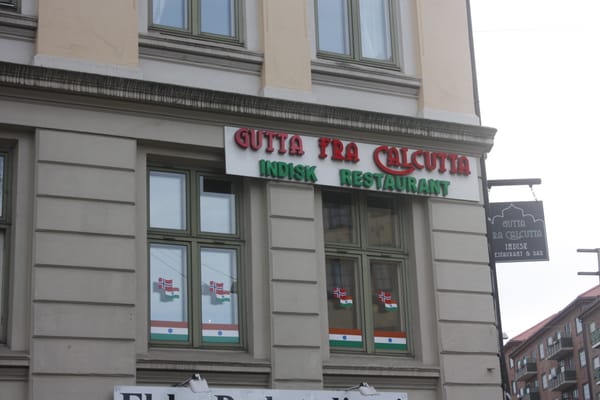 GUTTA FRA CALCUTTA
INDISK RESTAURANT
GUTTA
FRA CALCUTTA
INDISK
RESTAURANT & BAR